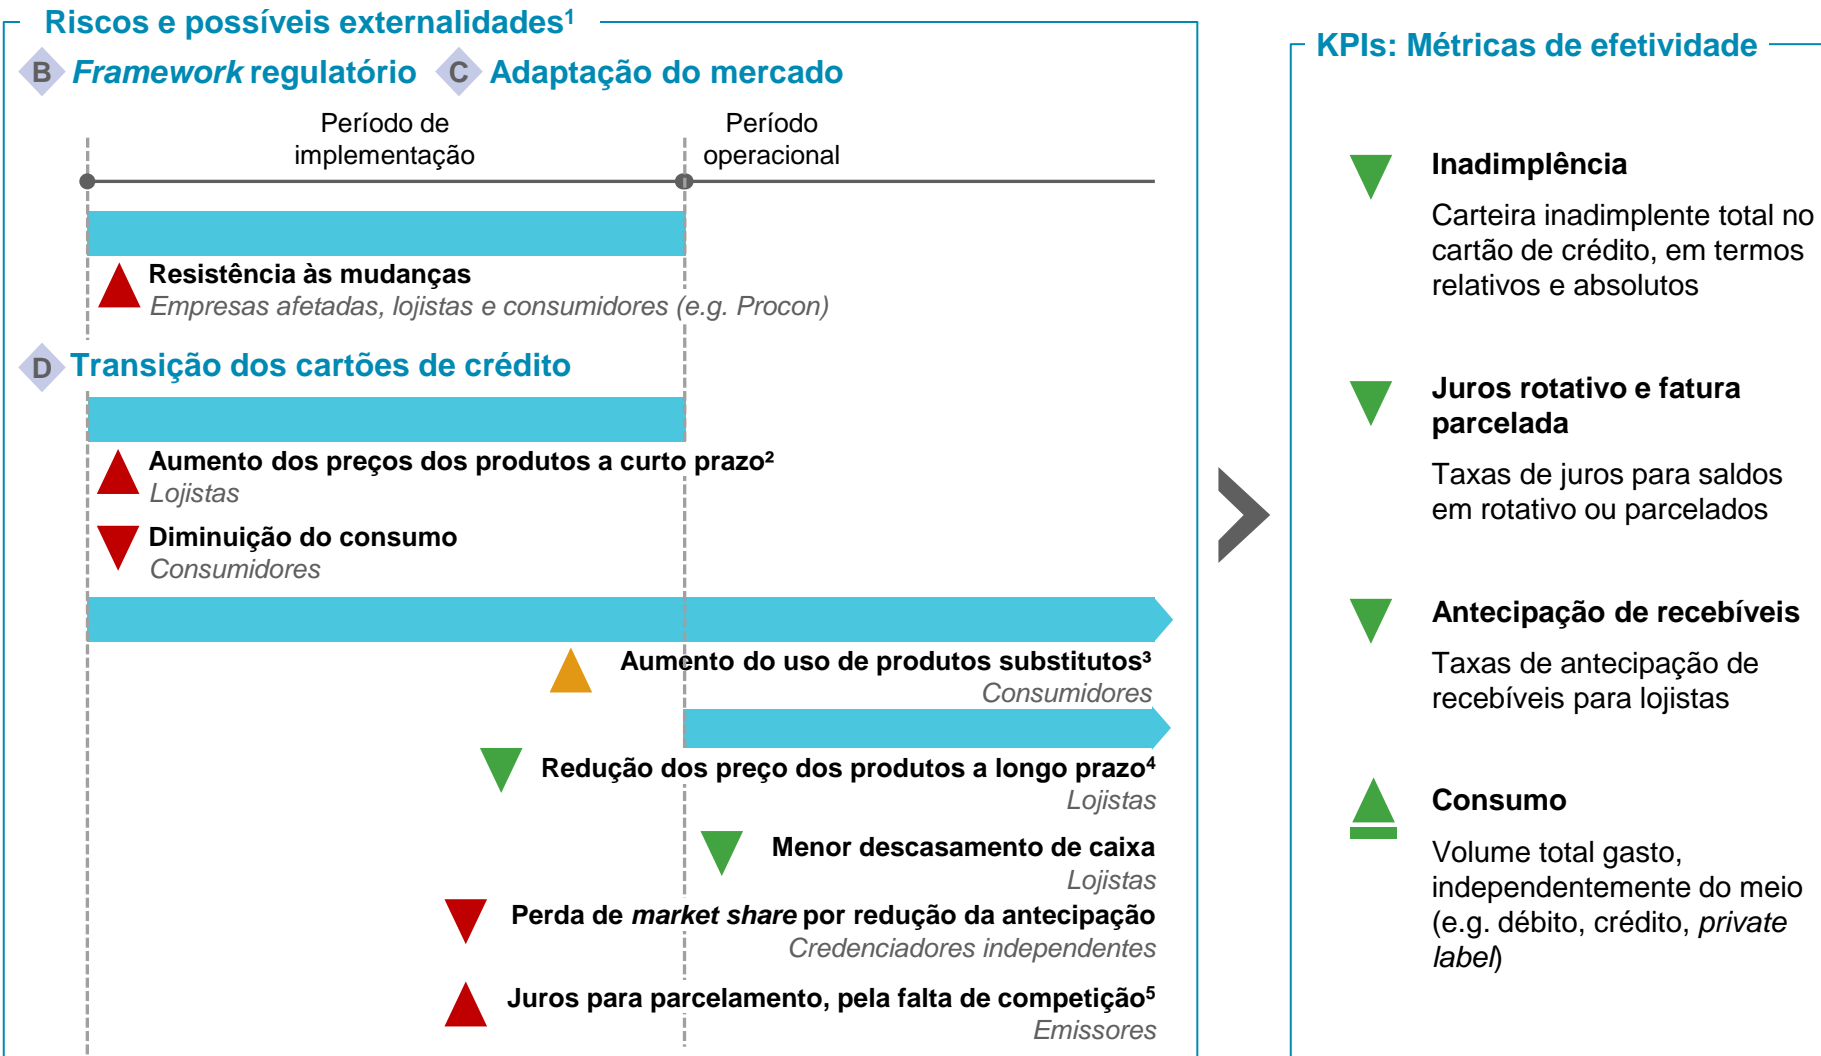 Riscos e possíveis externalidades¹
B Framework regulatório C Adaptação do mercado
Período de
implementação
Período
operacional
Resistência às mudanças
Empresas afetadas, lojistas e consumidores (e.g. Procon)
D Transição dos cartões de crédito
Aumento dos preços dos produtos a curto prazo²
Lojistas
Diminuição do consumo
Consumidores
Aumento do uso de produtos substitutos³
Consumidores
Redução dos preço dos produtos a longo prazo⁴
Lojistas
Menor descasamento de caixa
Lojistas
Perda de market share por redução da antecipação
Credenciadores independentes
Juros para parcelamento, pela falta de competição⁵
Emissores
KPIs: Métricas de efetividade
Inadimplência
Carteira inadimplente total no
cartão de crédito, em termos
relativos e absolutos
Juros rotativo e fatura
parcelada
Taxas de juros para saldos
em rotativo ou parcelados
Antecipação de recebíveis
Taxas de antecipação de
recebíveis para lojistas
Consumo
Volume total gasto,
independentemente do meio
(e.g. débito, crédito, private
label)